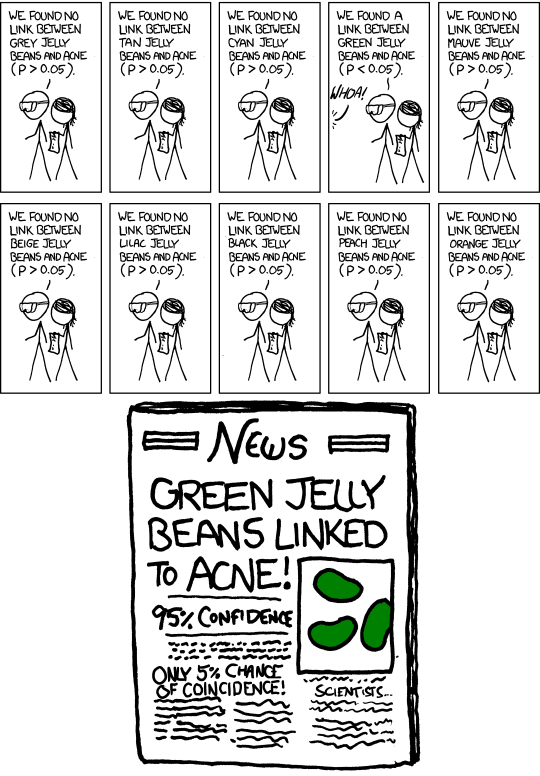 WE FOUND NO
LINK BETWEEN
GREY JELLY
BEANS AND ACNE
(P > 0.05).
WE FOUND NO
LINK BETWEEN
TAN JELLY
BEANS AND ACNE
(P > 0.05).
WE FOUND NO
LINK BETWEEN
CYAN JELLY
BEANS AND ACNE
(P > 0.05).
WE FOUND A
LINK BETWEEN
GREEN JELLY
BEANS AND ACNE
(P < 0.05).
WHOA!
WE FOUND NO
LINK BETWEEN
MAUVE JELLY
BEANS AND ACNE
(P > 0.05).
WE FOUND NO
LINK BETWEEN
BEIGE JELLY
BEANS AND ACNE
(P > 0.05).
WE FOUND NO
LINK BETWEEN
LILAC JELLY
BEANS AND ACNE
(P > 0.05).
WE FOUND NO
LINK BETWEEN
BLACK JELLY
BEANS AND ACNE
(P > 0.05).
WE FOUND NO
LINK BETWEEN
PEACH JELLY
BEANS AND ACNE
(P > 0.05).
WE FOUND NO
LINK BETWEEN
ORANGE JELLY
BEANS AND ACNE
(P > 0.05).
NEWS
GREEN JELLY
BEANS LINKED
TO ACNE!
95% CONFIDENCE
ONLY 5% CHANCE
OF COINCIDENCE!
SCIENTISTS...